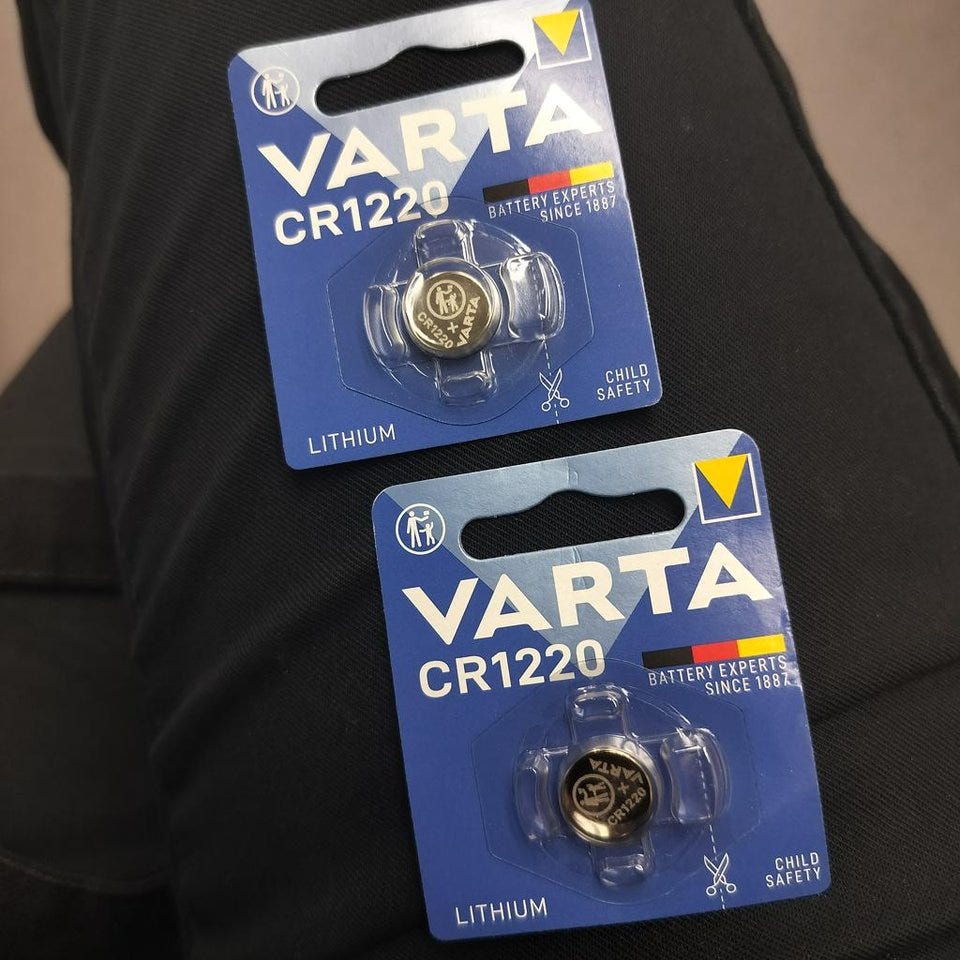 VARTA
CR1220
BATTERY EXPERTS
SINCE 1887
CR1220
+
VARTA
CHILD
SAFETY
LITHIUM
VARTA
CR1220
BATTERY EXPERTS
SINCE 1887
VARTA
+
CR1220
CHILD
SAFETY
LITHIUM